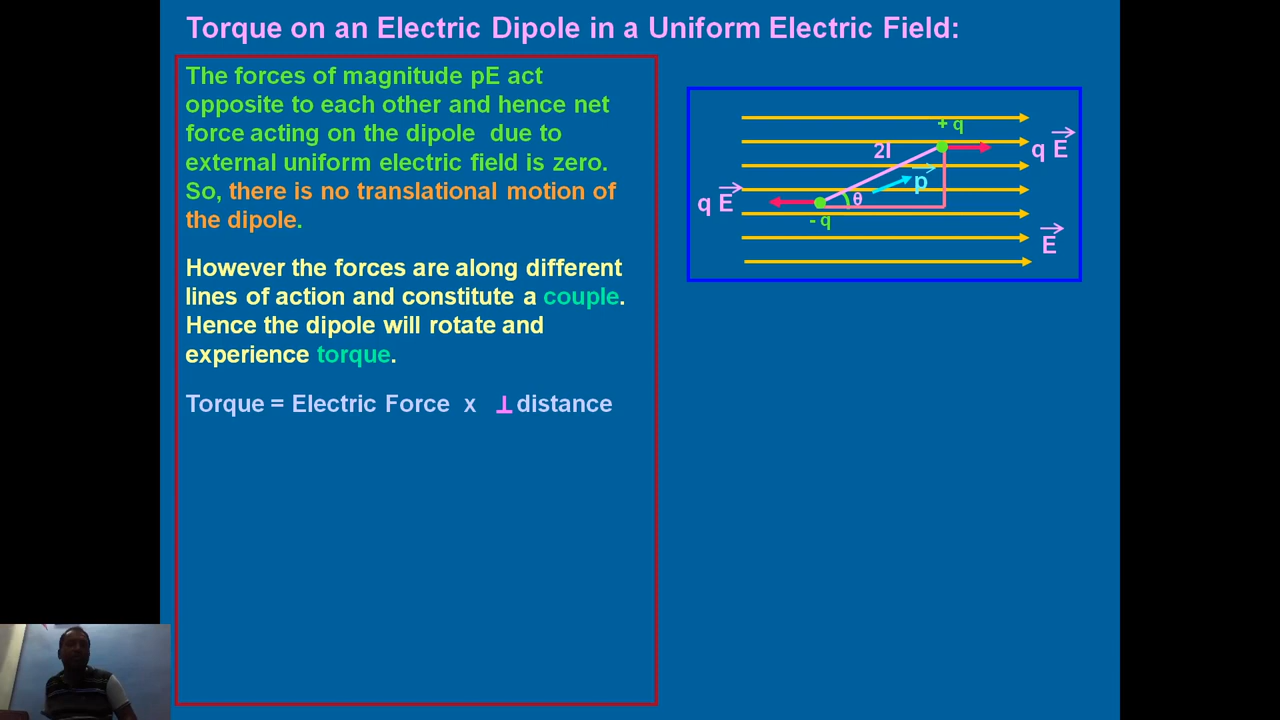 Torque on an Electric Dipole in a Uniform Electric Field:
The forces of magnitude pE act
opposite to each other and hence net
force acting on the dipole due to
external uniform electric field is zero.
So, there is no translational motion of
the dipole.
However the forces are along different
lines of action and constitute a couple.
Hence the dipole will rotate and
experience torque.
Torque = Electric Force x ⊥ distance
+ q
2l
q E
p
q E
θ
- q
E